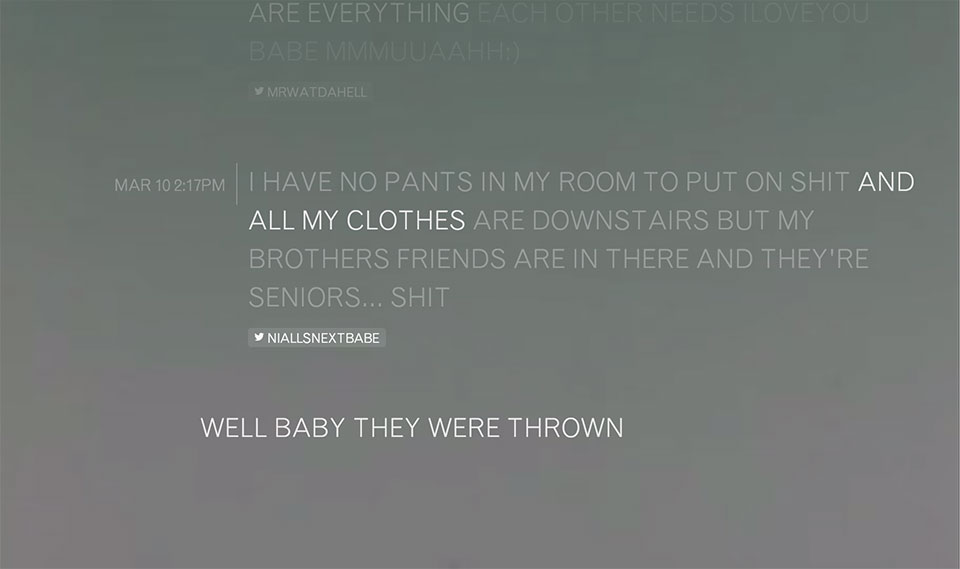 ARE EVERYTHING EACH OTHER NEEDS ILOVEYOU
BABE MMMUUAAHH:)
MRWATDAHELL
MAR 10 2:17PM
I HAVE NO PANTS IN MY ROOM TO PUT ON SHIT AND
ALL MY CLOTHES ARE DOWNSTAIRS BUT MY
BROTHERS FRIENDS ARE IN THERE AND THEY'RE
SENIORS... SHIT
NIALLSNEXTBABE
WELL BABY THEY WERE THROWN